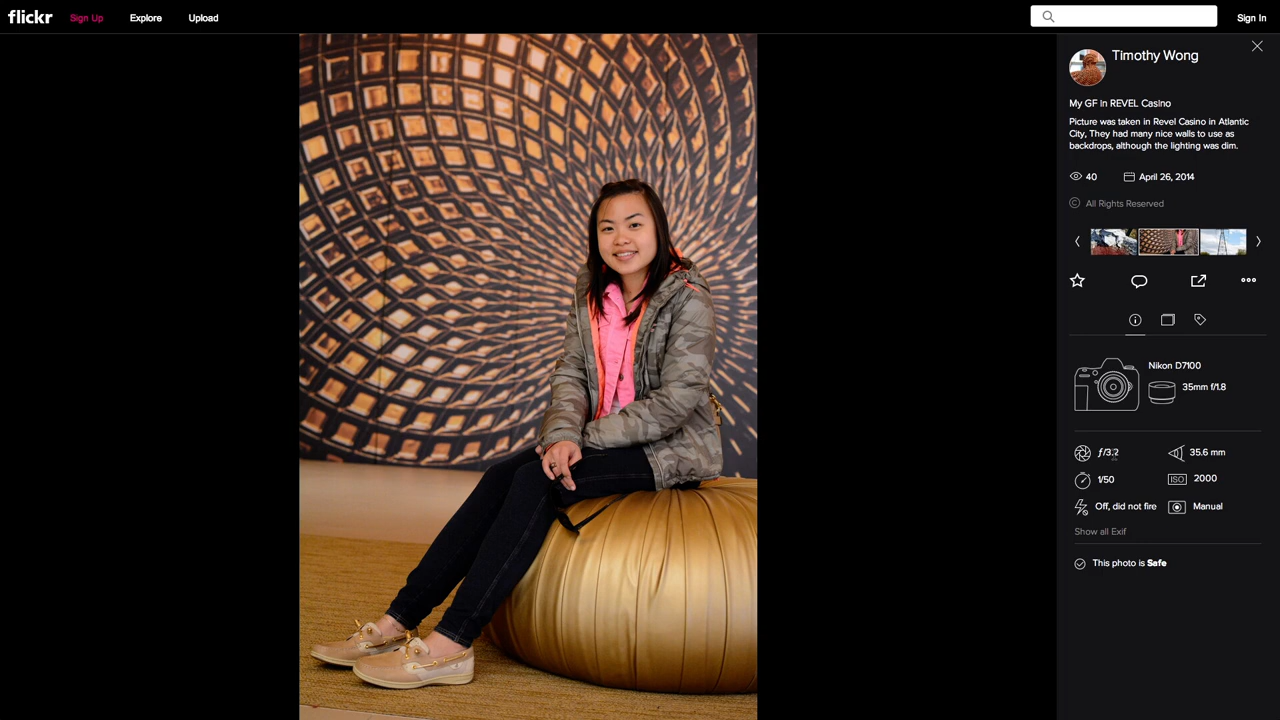 flickr Sign Up Explore Upload Sign In
Timothy Wong
My GF in REVEL Casino
Picture was taken in Revel Casino in Atlantic
City, They had many nice walls to use as
backdrops, although the lighting was dim.
40 April 26, 2014
© All Rights Reserved
Nikon D7100
35mm f/1.8
ƒ/3.2 35.6 mm
1/50 ISO 2000
Off, did not fire Manual
Show all Exif
This photo is Safe